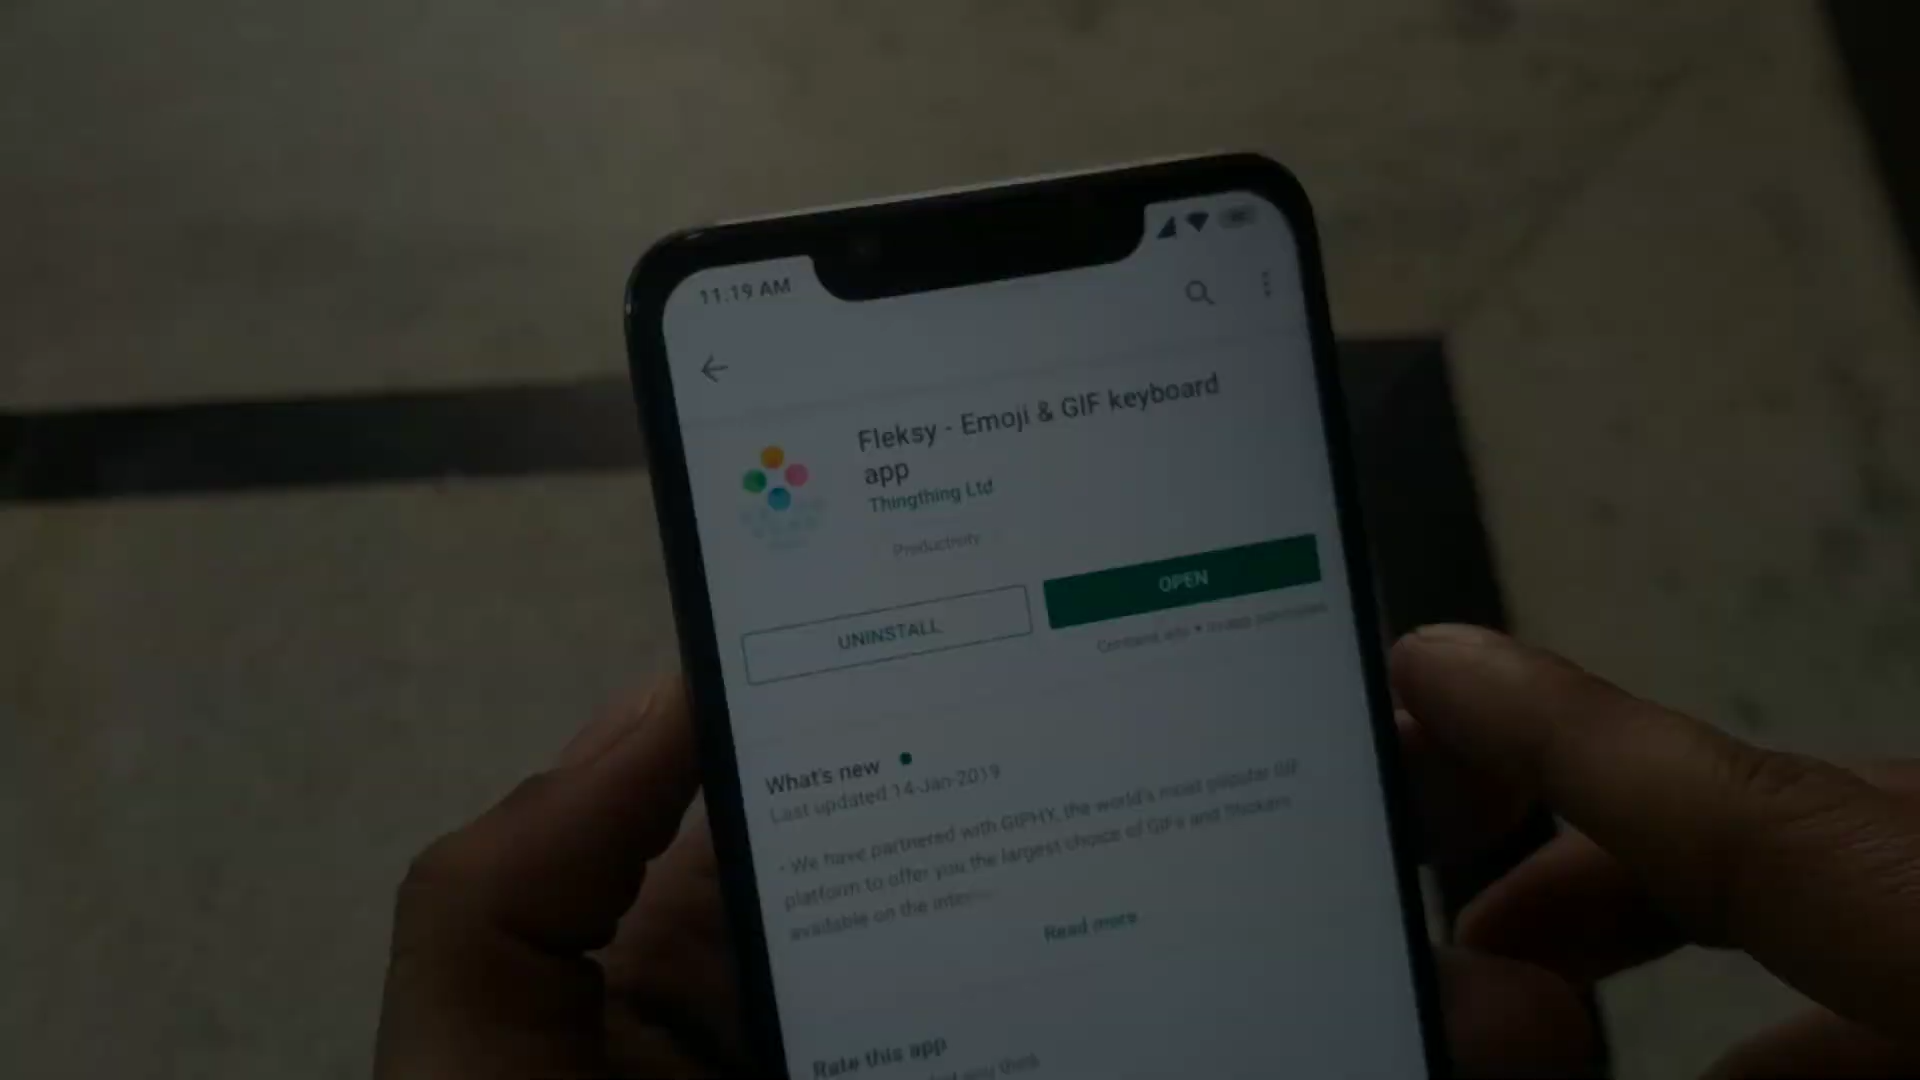 11.19 AM
Fleksy - Emoji & GIF keyboard
app
Thingthing Ltd
Productivity
UNINSTALL
OPEN
Contains ads • In-app purchases
What's new
Last updated 14-Jan-2019
- We have partnered with GIPHY, the world's most popular GIF
platform to offer you the largest choice of GIFs and Stickers
available on the
Read more
Rate this app